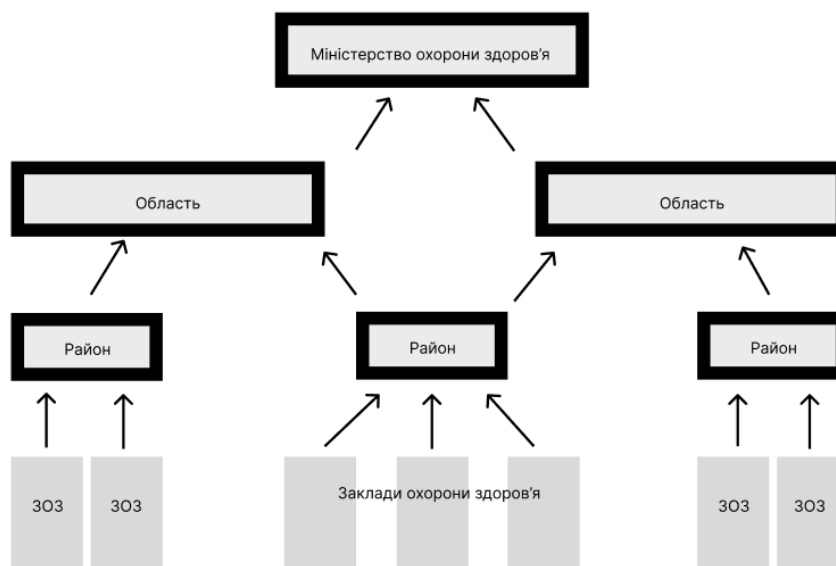 Міністерство охорони здоров'я
Область
Область
Район
Район
Район
ЗОЗ
ЗОЗ
Заклади охорони здоров'я
ЗОЗ
ЗОЗ